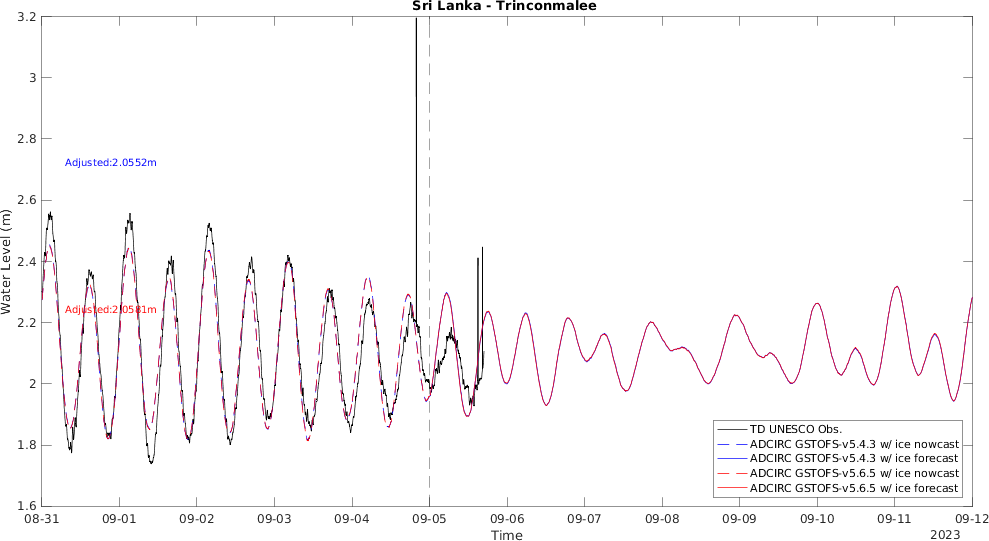 Sri Lanka - Trinconmalee
3.2
3
2.8
2.6
2.4
2.2
2
1.8
1.6
Water Level (m)
Adjusted:2.0552m
Adjusted:2.0581m
TD UNESCO Obs.
ADCIRC GSTOFS-v5.4.3 w/ ice nowcast
ADCIRC GSTOFS-v5.4.3 w/ ice forecast
ADCIRC GSTOFS-v5.6.5 w/ ice nowcast
ADCIRC GSTOFS-v5.6.5 w/ ice forecast
08-31 09-01 09-02 09-03 09-04 09-05 09-06 09-07 09-08 09-09 09-10 09-11 09-12
Time
2023